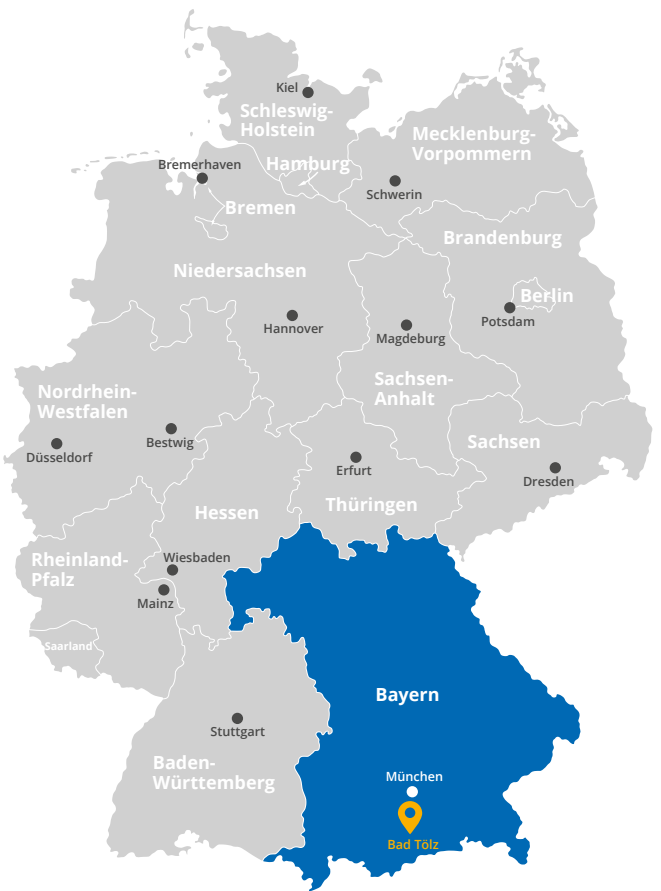 Kiel
Schleswig-
Holstein
Mecklenburg-
Vorpommern
Hamburg
Bremerhaven
Schwerin
Bremen
Brandenburg
Niedersachsen
Berlin
Potsdam
Hannover
Magdeburg
Sachsen-
Anhalt
Nordrhein-
Westfalen
Bestwig
Düsseldorf
Sachsen
Erfurt
Dresden
Thüringen
Hessen
Rheinland-
Pfalz
Wiesbaden
Mainz
Saarland
Bayern
Stuttgart
Baden-
Württemberg
München
Bad Tölz